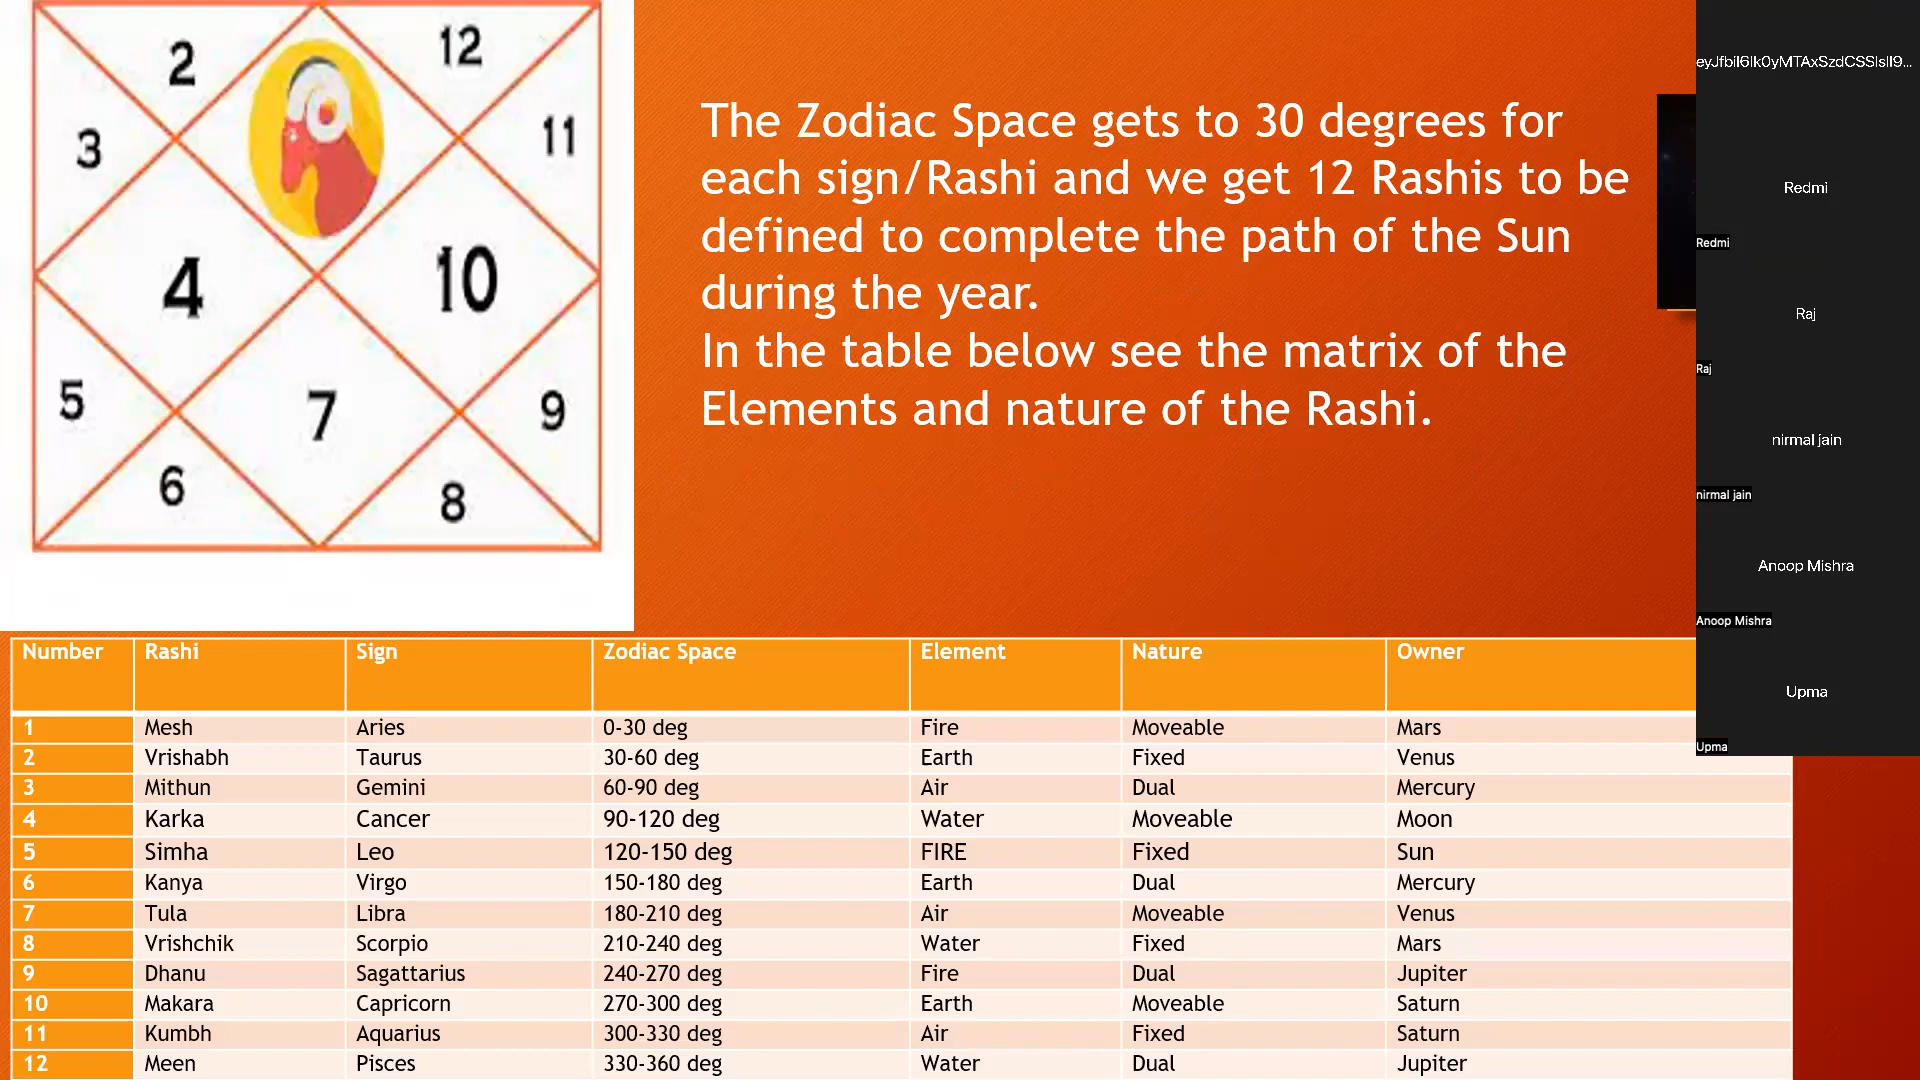 2
12
3
11
4
10
5
7
9
6
8
The Zodiac Space gets to 30 degrees for
each sign/Rashi and we get 12 Rashis to be
defined to complete the path of the Sun
during the year.
In the table below see the matrix of the
Elements and nature of the Rashi.
Number Rashi Sign Zodiac Space Element Nature Owner
1 Mesh Aries 0-30 deg Fire Moveable Mars
2 Vrishabh Taurus 30-60 deg Earth Fixed Venus
3 Mithun Gemini 60-90 deg Air Dual Mercury
4 Karka Cancer 90-120 deg Water Moveable Moon
5 Simha Leo 120-150 deg FIRE Fixed Sun
6 Kanya Virgo 150-180 deg Earth Dual Mercury
7 Tula Libra 180-210 deg Air Moveable Venus
8 Vrishchik Scorpio 210-240 deg Water Fixed Mars
9 Dhanu Sagattarius 240-270 deg Fire Dual Jupiter
10 Makara Capricorn 270-300 deg Earth Moveable Saturn
11 Kumbh Aquarius 300-330 deg Air Fixed Saturn
12 Meen Pisces 330-360 deg Water Dual Jupiter
Redmi
Redmi
Raj
Raj
nirmal jain
nirmal jain
Anoop Mishra
Anoop Mishra
Upma
Upma